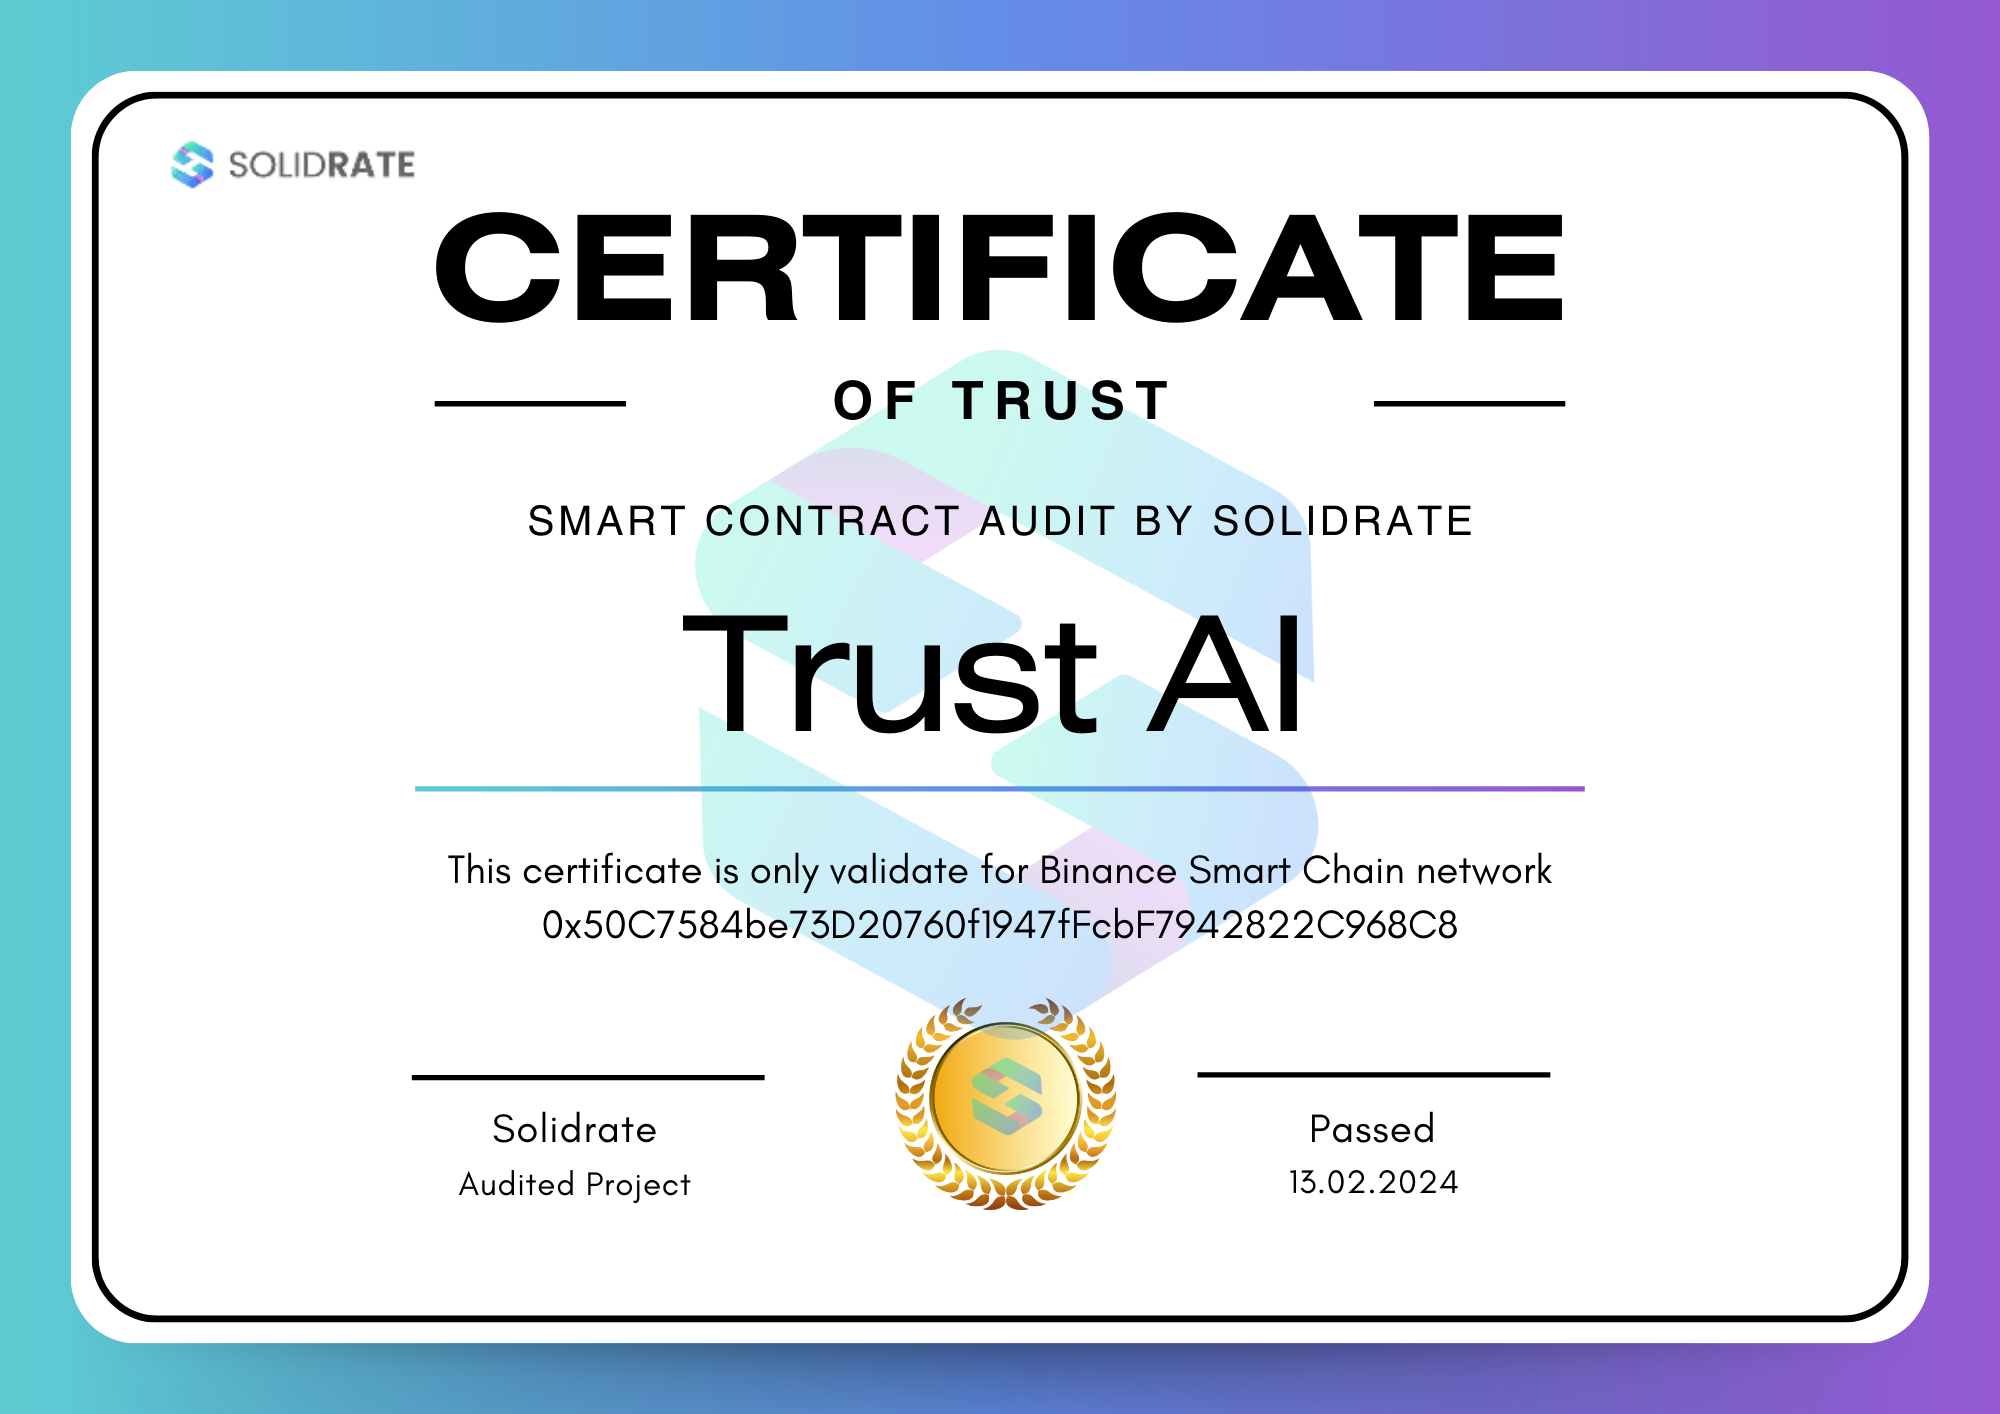 SOLIDRATE
CERTIFICATE
OF TRUST
SMART CONTRACT AUDIT BY SOLIDRATE
Trust AI
This certificate is only validate for Binance Smart Chain network
0x50C7584be73D20760f1947fFcbF7942822C968C8
Solidrate
Audited Project
Passed
13.02.2024